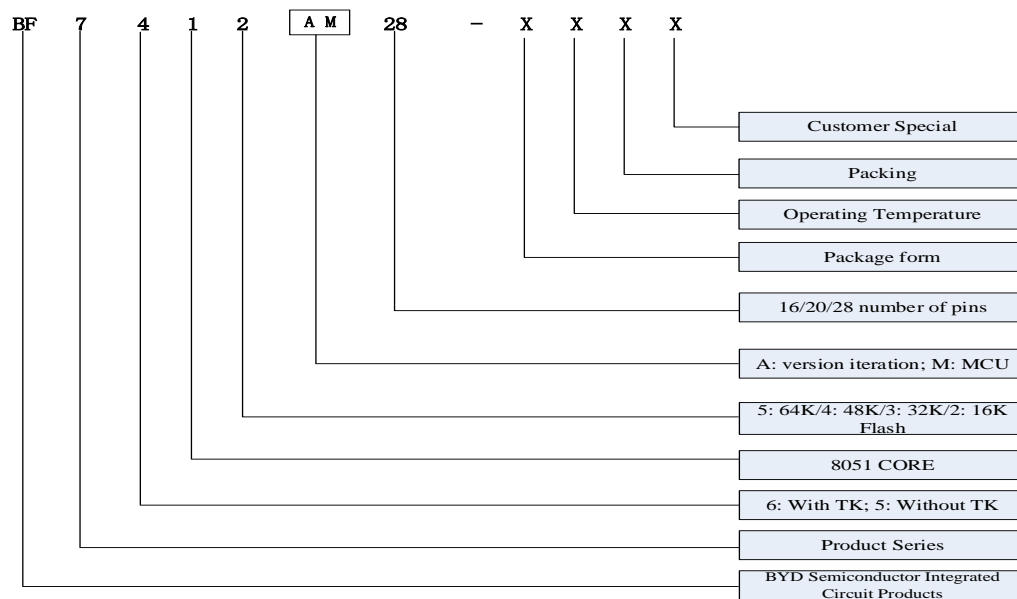 BF 7 4 1 2 A M 28 - X X X X
Customer Special
Packing
Operating Temperature
Package form
16/20/28 number of pins
A: version iteration; M: MCU
5: 64K/4: 48K/3: 32K/2: 16K
Flash
8051 CORE
6: With TK; 5: Without TK
Product Series
BYD Semiconductor Integrated
Circuit Products